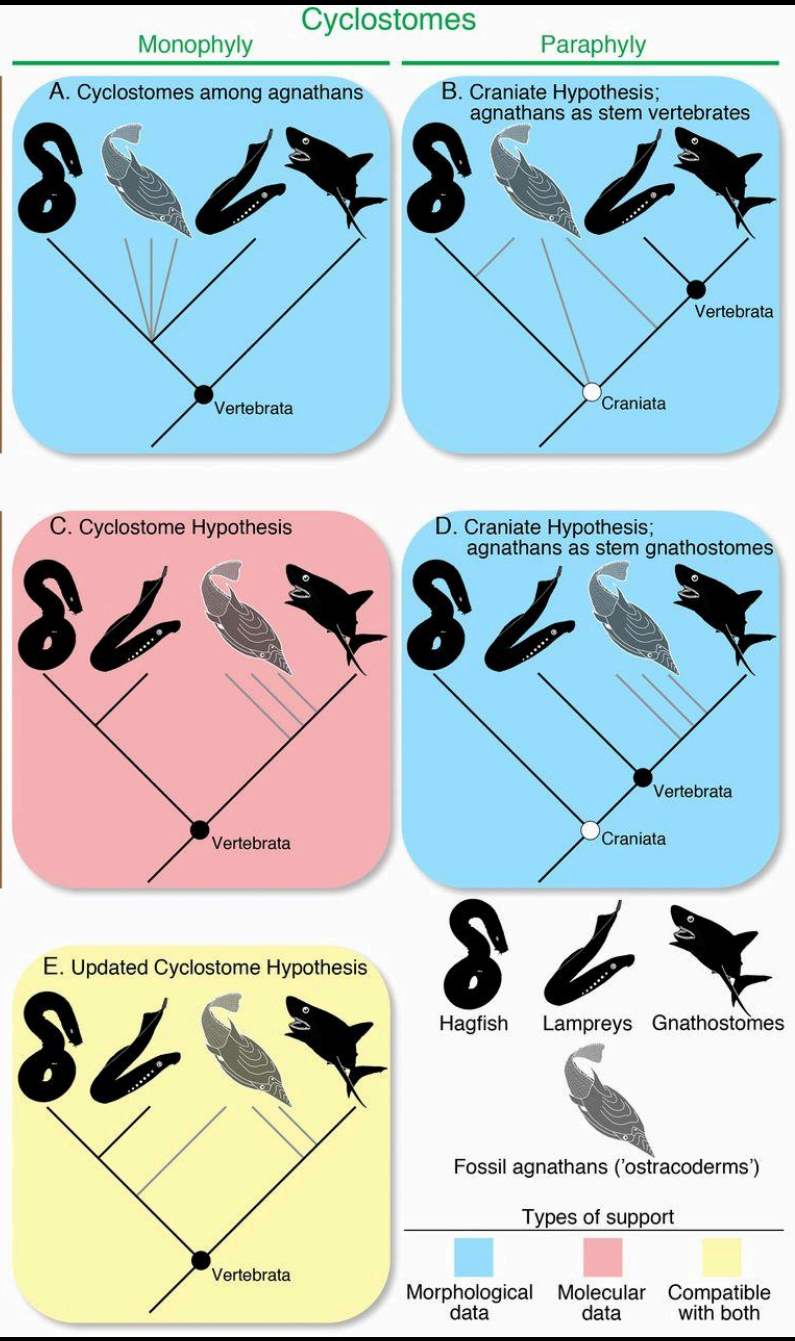 Cyclostomes
Monophyly
Paraphyly
A. Cyclostomes among agnathans
B. Craniate Hypothesis;
agnathans as stem vertebrates
Vertebrata
Vertebrata
Craniata
C. Cyclostome Hypothesis
D. Craniate Hypothesis;
agnathans as stem gnathostomes
Vertebrata
Vertebrata
Craniata
E. Updated Cyclostome Hypothesis
Vertebrata
Hagfish
Lampreys
Gnathostomes
Fossil agnathans ('ostracoderms')
Types of support
Morphological
data
Molecular
data
Compatible
with both